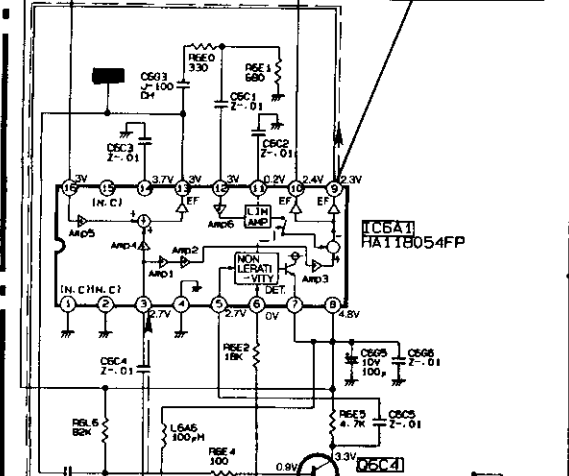 R6E0
330
R6E1
680
C6G3
J-100
CH
C6C1
Z-.01
C6C3
Z-.01
C6C2
Z-.01
3V
3.7V
3V
3V
0.2V
2.4V
2.3V
16
15
14
13
12
11
10
9
(N.C)
EF
Amp6
LIM
AMP
EF
EF
IC6A1
HA118054FP
Amp5
Amp4
Amp1
Amp2
NON
LERATI
-VITY
DET.
Amp3
(N.C)(N.C)
1
2
3
4
5
6
7
8
2.7V
2.7V
0V
4.8V
C6C4
Z-.01
R6E2
18K
C6G5
10V
100μ
C6G6
Z-.01
R6L6
82K
L6A6
100μH
R6E4
100
R6E5
4.7K
C6C5
Z-.01
0.9V
3.3V
Q6C4